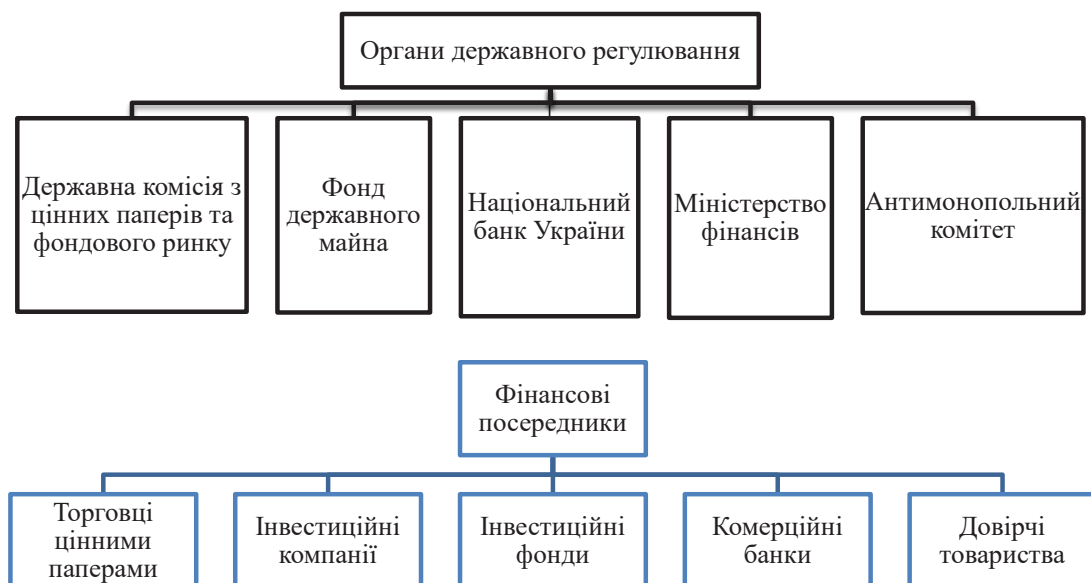 Органи державного регулювання
Державна комісія з
цінних паперів та
фондового ринку
Фонд
державного
майна
Національний
банк України
Міністерство
фінансів
Антимонопольний
комітет
Фінансові
посередники
Торговці
цінними
паперами
Інвестиційні
компанії
Інвестиційні
фонди
Комерційні
банки
Довірчі
товариства